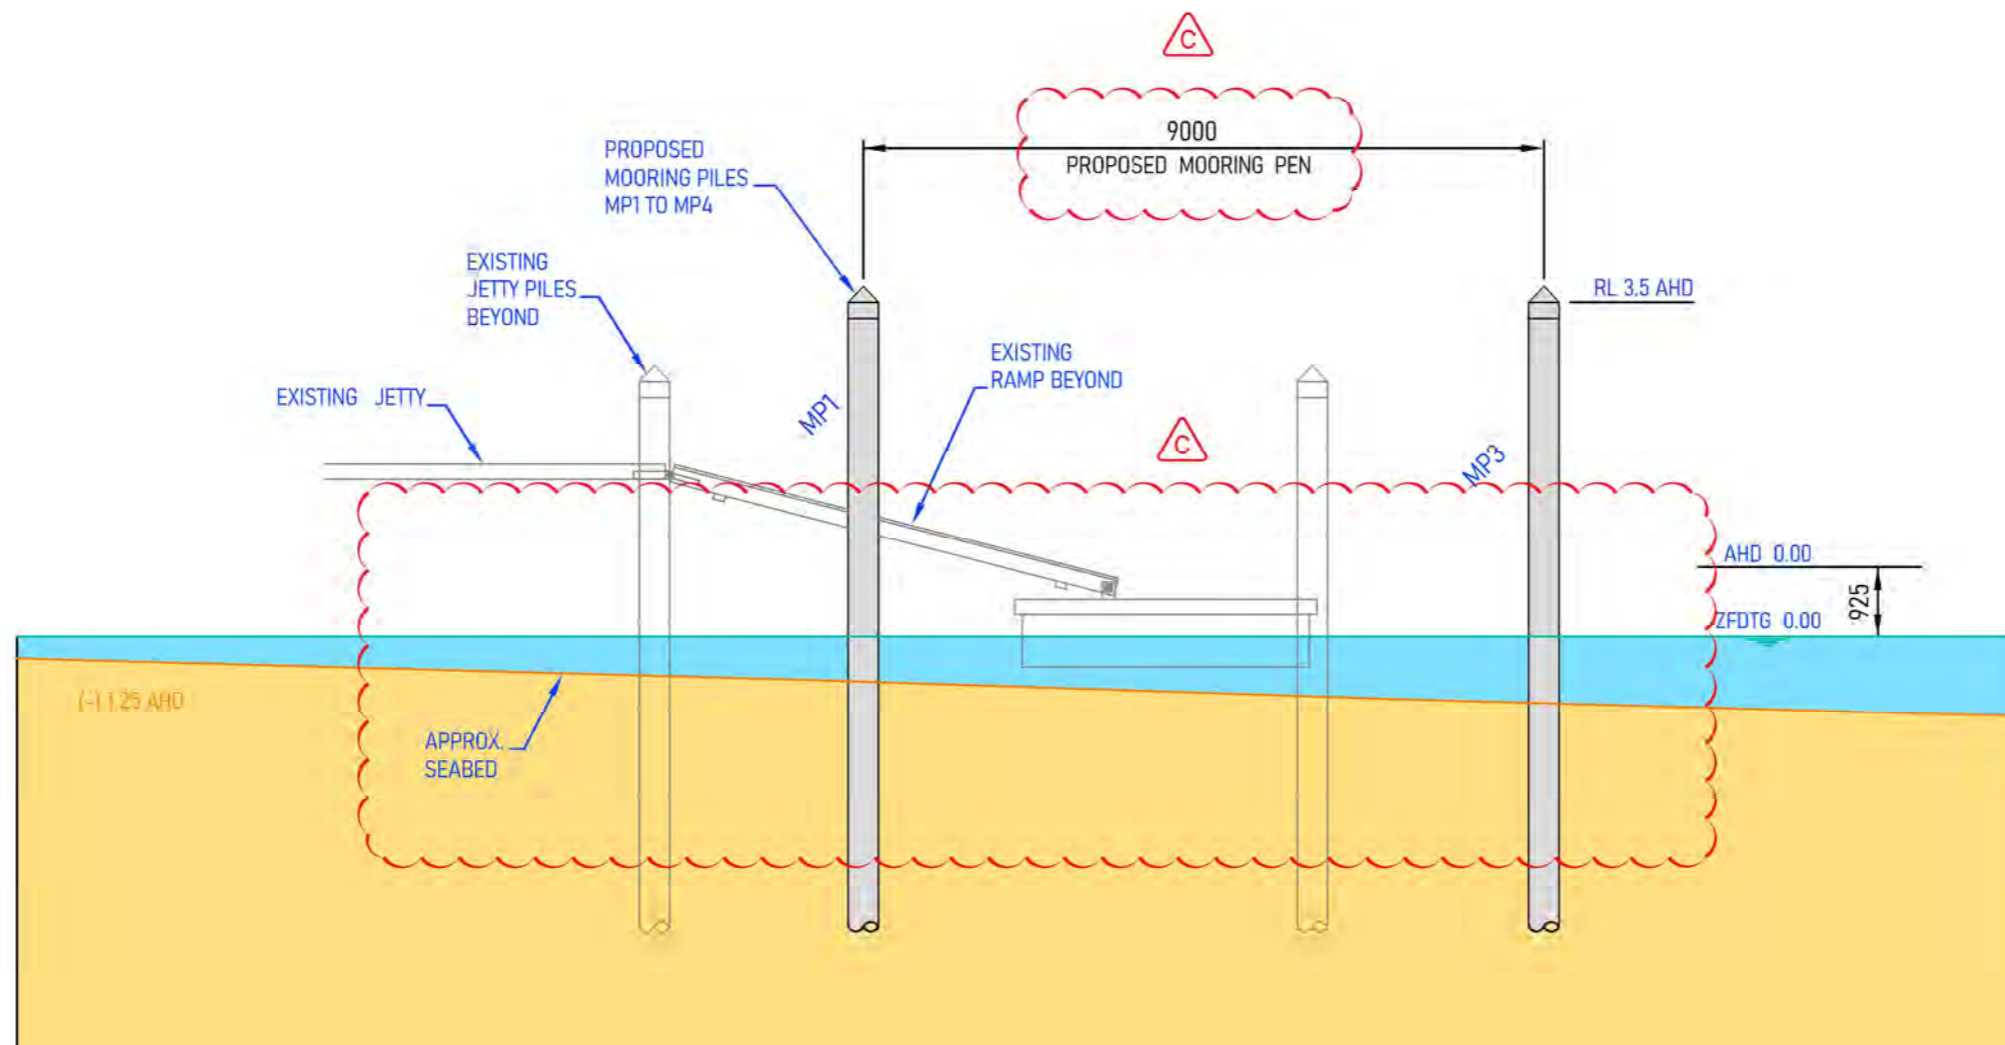 C
9000
PROPOSED MOORING PEN
PROPOSED
MOORING PILES
MP1 TO MP4
EXISTING
JETTY PILES
BEYOND
RL 3.5 AHD
EXISTING
RAMP BEYOND
EXISTING JETTY
MP1
C
MP3
AHD 0.00
925
ZFDTG 0.00
(-) 1.25 AHD
APPROX.
SEABED